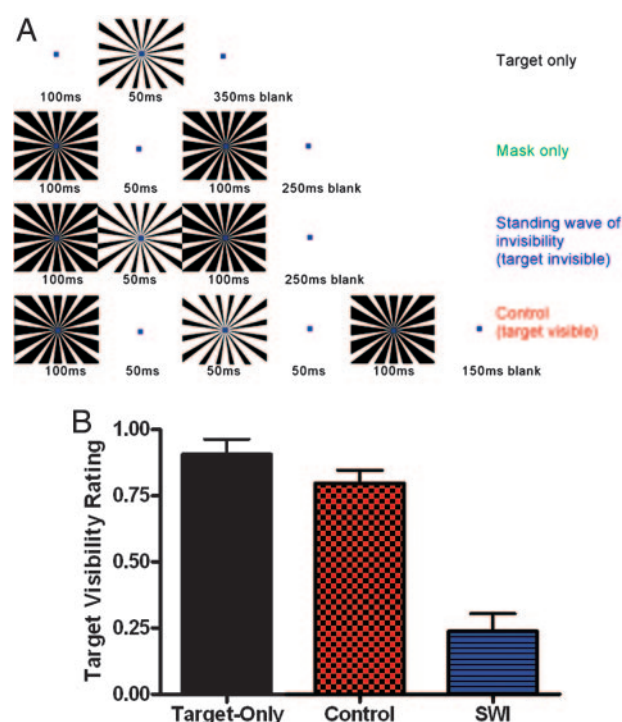 A
Target only
100ms 50ms 350ms blank
Mask only
100ms 50ms 100ms 250ms blank
Standing wave of
invisibility
(target invisible)
100ms 50ms 100ms 250ms blank
Control
(target visible)
100ms 50ms 50ms 50ms 100ms 150ms blank
B
Target Visibility Rating
1.00
0.75
0.50
0.25
0.00
Target-Only Control SWI